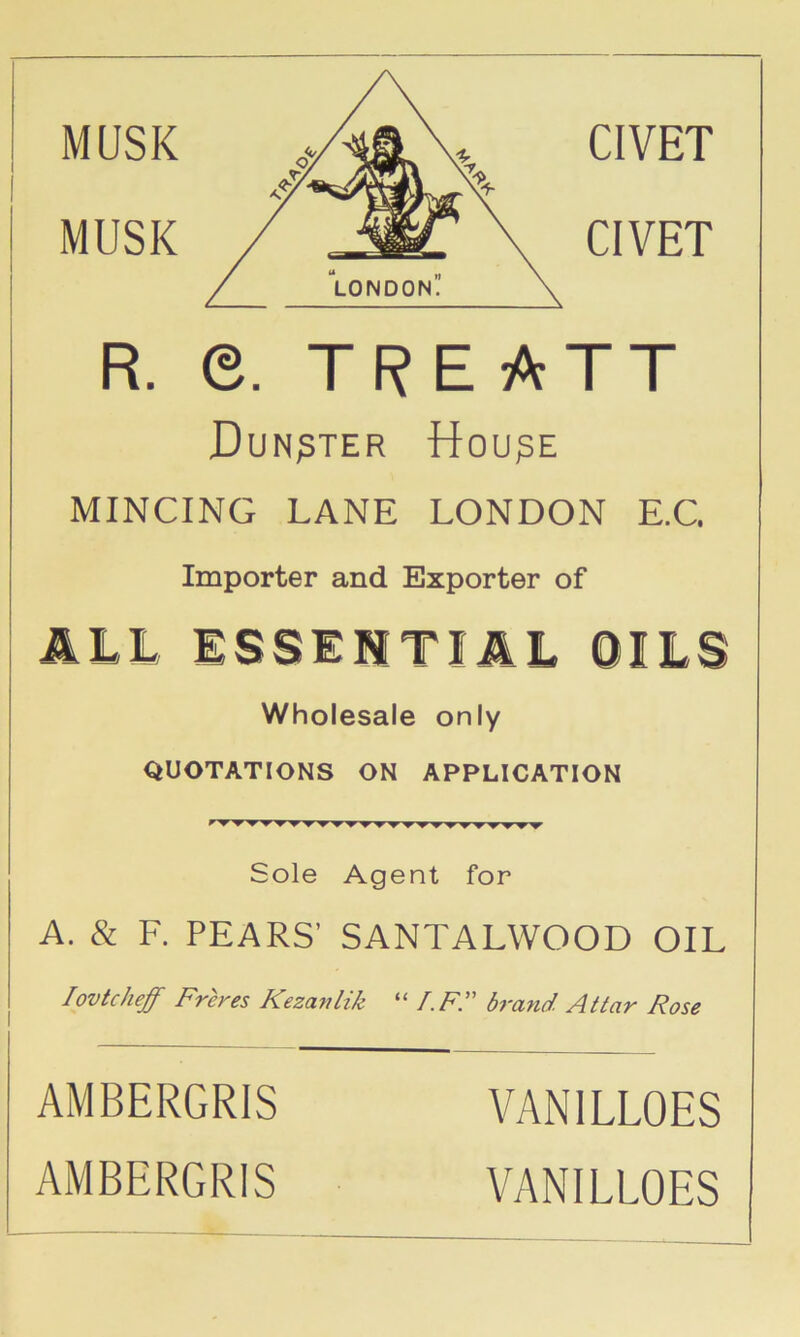 MUSK CIVET
TRADE MARK
MUSK CIVET
"LONDON".
R. C. TREATT
DUNSTER HOUSE
MINCING LANE LONDON E.C.
Importer and Exporter of
ALL ESSENTIAL OILS
Wholesale only
QUOTATIONS ON APPLICATION
Sole Agent for
A. & F. PEARS' SANTALWOOD OIL
Iovtcheff Frères Kezanlik "I.F." brand Attar Rose
AMBERGRIS VANILLOES
AMBERGRIS VANILLOES